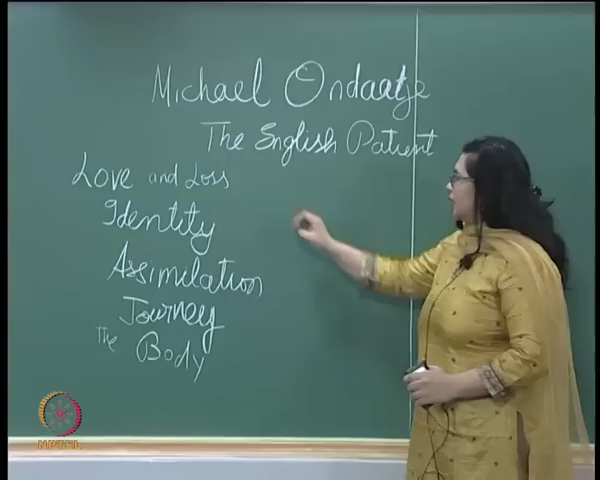 Michael Ondaatje
The English Patient
Love and Loss
Identity
Assimilation
Journey
The Body
NPTEL